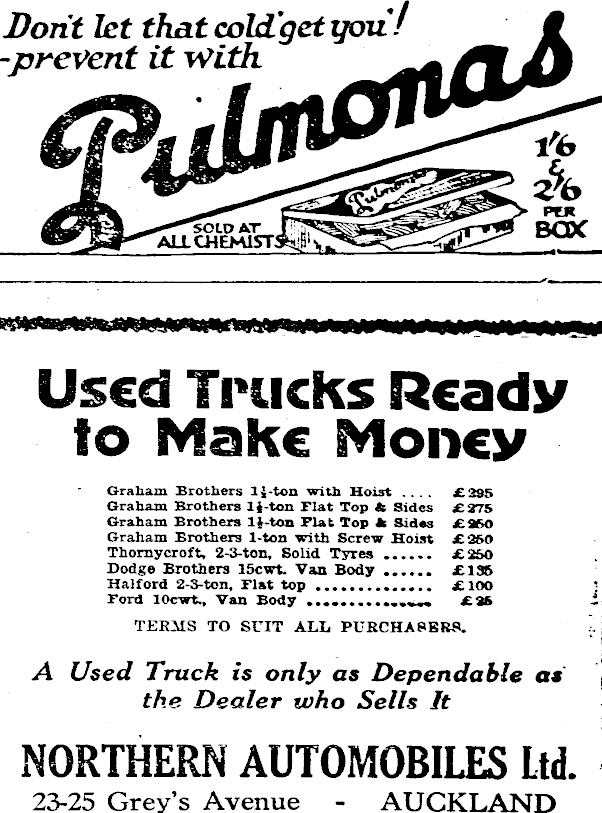 Don't let that cold 'get you'!
-prevent it with
Pulmonas
1/6
&
2/6
PER
BOX
Pulmonas
SOLD AT
ALL CHEMISTS
Used Trucks Ready
to Make Money
Graham Brothers 1½-ton with Hoist .... £295
Graham Brothers 1½-ton Flat Top & Sides £275
Graham Brothers 1½-ton Flat Top & Sides £250
Graham Brothers 1-ton with Screw Hoist £250
Thornycroft, 2-3-ton, Solid Tyres ...... £250
Dodge Brothers 15cwt. Van Body ...... £135
Halford 2-3-ton, Flat top ............... £100
Ford 10cwt., Van Body ................ £25
TERMS TO SUIT ALL PURCHASERS.
A Used Truck is only as Dependable as
the Dealer who Sells It
NORTHERN AUTOMOBILES Ltd.
23-25 Grey's Avenue - AUCKLAND